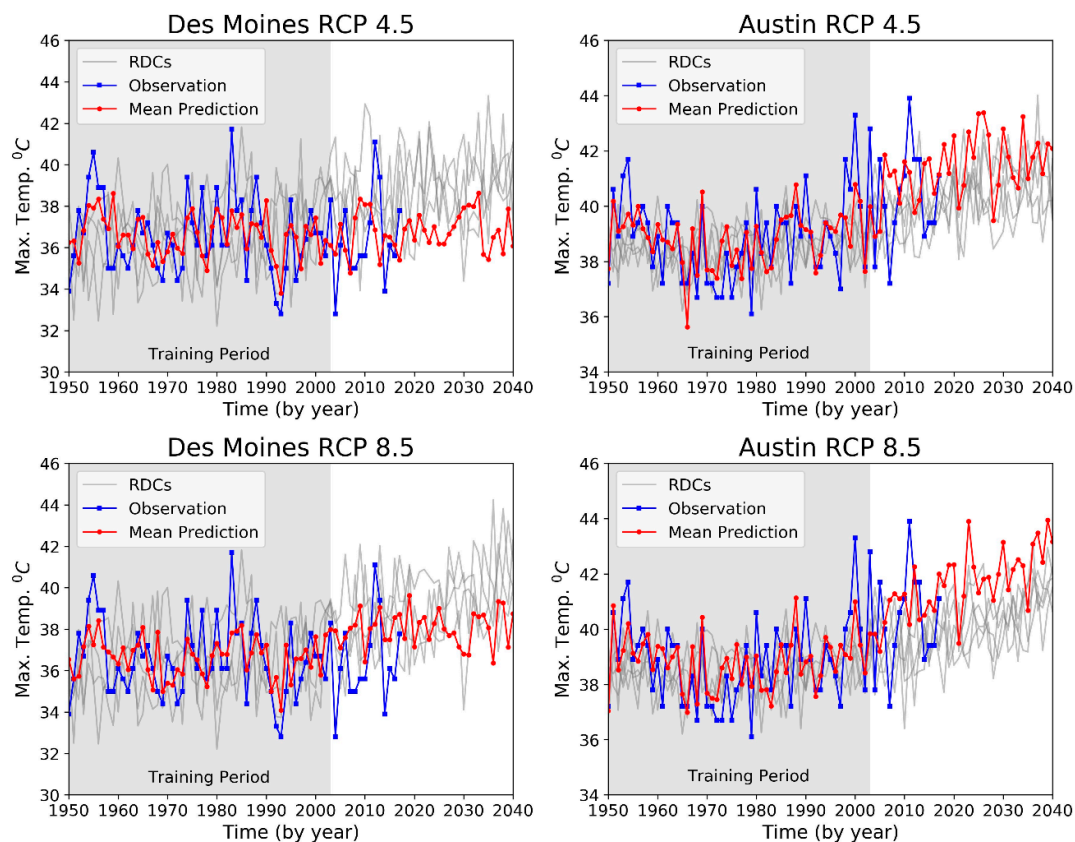 Des Moines RCP 4.5
46
44
42
40
38
36
34
32
30
Max. Temp. ⁰C
RDCs
Observation
Mean Prediction
Training Period
1950 1960 1970 1980 1990 2000 2010 2020 2030 2040
Time (by year)
Austin RCP 4.5
46
44
42
40
38
36
34
Max. Temp. ⁰C
RDCs
Observation
Mean Prediction
Training Period
1950 1960 1970 1980 1990 2000 2010 2020 2030 2040
Time (by year)
Des Moines RCP 8.5
46
44
42
40
38
36
34
32
30
Max. Temp. ⁰C
RDCs
Observation
Mean Prediction
Training Period
1950 1960 1970 1980 1990 2000 2010 2020 2030 2040
Time (by year)
Austin RCP 8.5
46
44
42
40
38
36
34
Max. Temp. ⁰C
RDCs
Observation
Mean Prediction
Training Period
1950 1960 1970 1980 1990 2000 2010 2020 2030 2040
Time (by year)